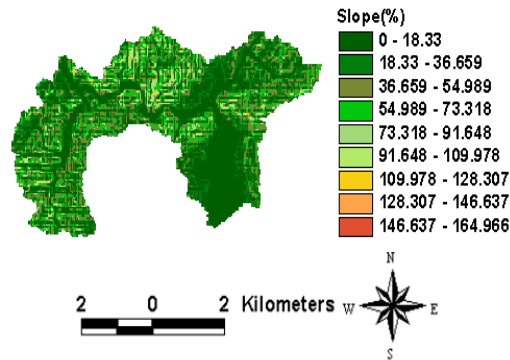 Slope(%)
0 - 18.33
18.33 - 36.659
36.659 - 54.989
54.989 - 73.318
73.318 - 91.648
91.648 - 109.978
109.978 - 128.307
128.307 - 146.637
146.637 - 164.966
N
2 0 2 Kilometers
W E
S